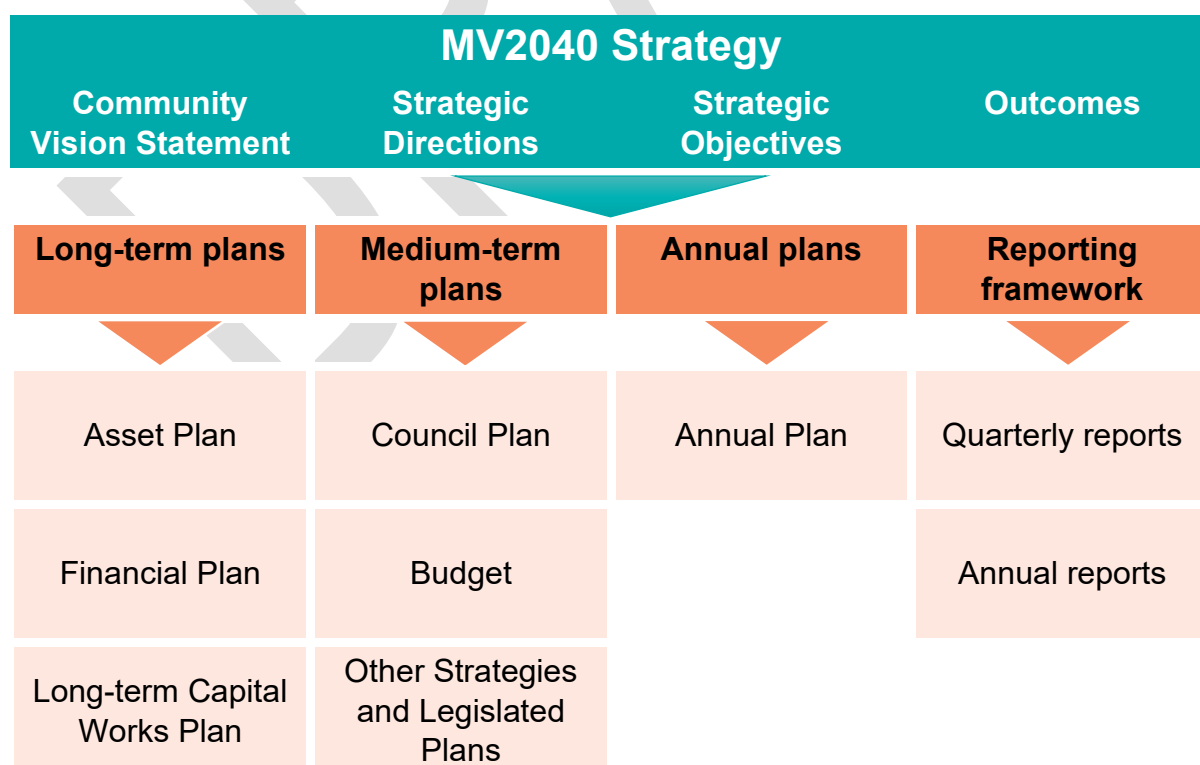 MV2040 Strategy
Community
Vision Statement
Strategic
Directions
Strategic
Objectives
Outcomes
Long-term plans
Medium-term
plans
Annual plans
Reporting
framework
Asset Plan
Council Plan
Annual Plan
Quarterly reports
Financial Plan
Budget
Annual reports
Long-term Capital
Works Plan
Other Strategies
and Legislated
Plans